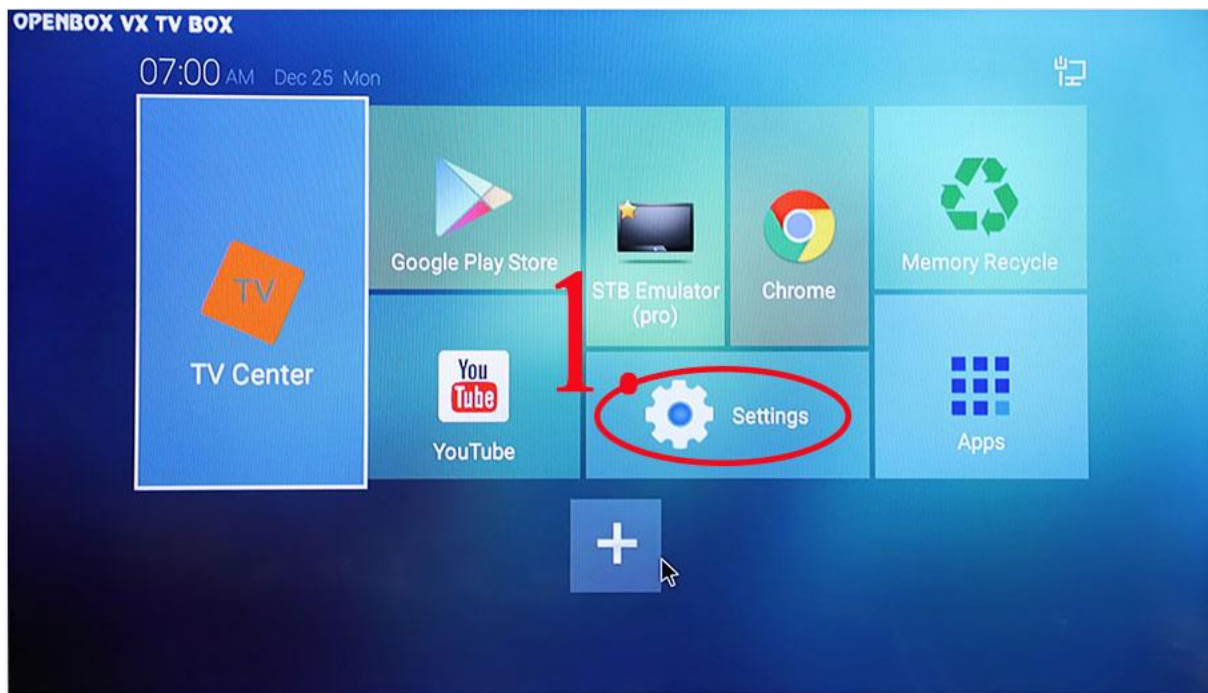 OPENBOX VX TV BOX
07:00 AM Dec 25 Mon
Google Play Store
STB Emulator
(pro)
Chrome
Memory Recycle
1.
TV
TV Center
You
Tube
YouTube
Settings
Apps
+